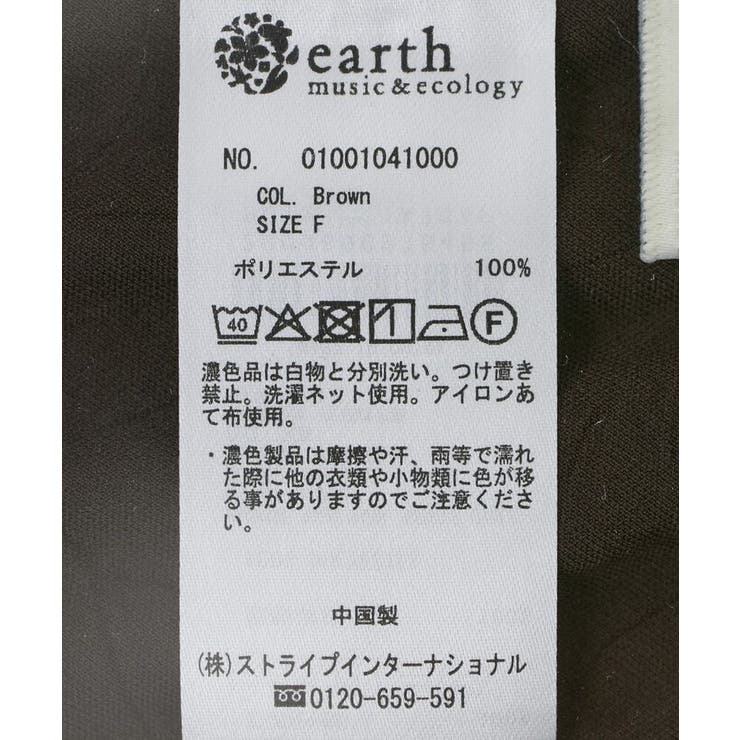 earth
music&ecology
NO. 01001041000
COL. Brown
SIZE F
ポリエステル 100%
40 F
濃色品は白物と分別洗い。つけ置き
禁止。洗濯ネット使用。アイロンあ
て布使用。
・濃色製品は摩擦や汗、雨等で濡れ
た際に他の衣類や小物類に色が移
る事がありますのでご注意くださ
い。
中国製
(株)ストライプインターナショナル
0120-659-591